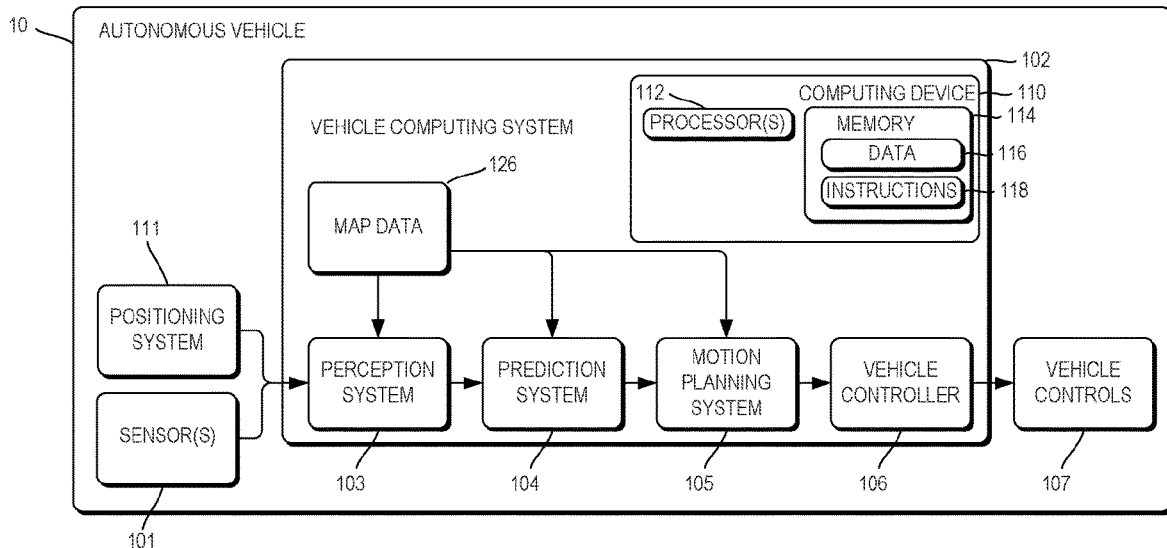 10
AUTONOMOUS VEHICLE
102
COMPUTING DEVICE
110
112
PROCESSOR(S)
MEMORY
114
DATA
116
INSTRUCTIONS
118
VEHICLE COMPUTING SYSTEM
126
MAP DATA
111
POSITIONING
SYSTEM
SENSOR(S)
101
PERCEPTION
SYSTEM
103
PREDICTION
SYSTEM
104
MOTION
PLANNING
SYSTEM
105
VEHICLE
CONTROLLER
106
VEHICLE
CONTROLS
107